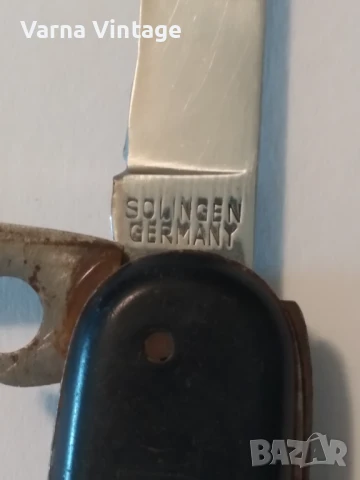 Varna Vintage
SOLINGEN
GERMANY
BAZAR